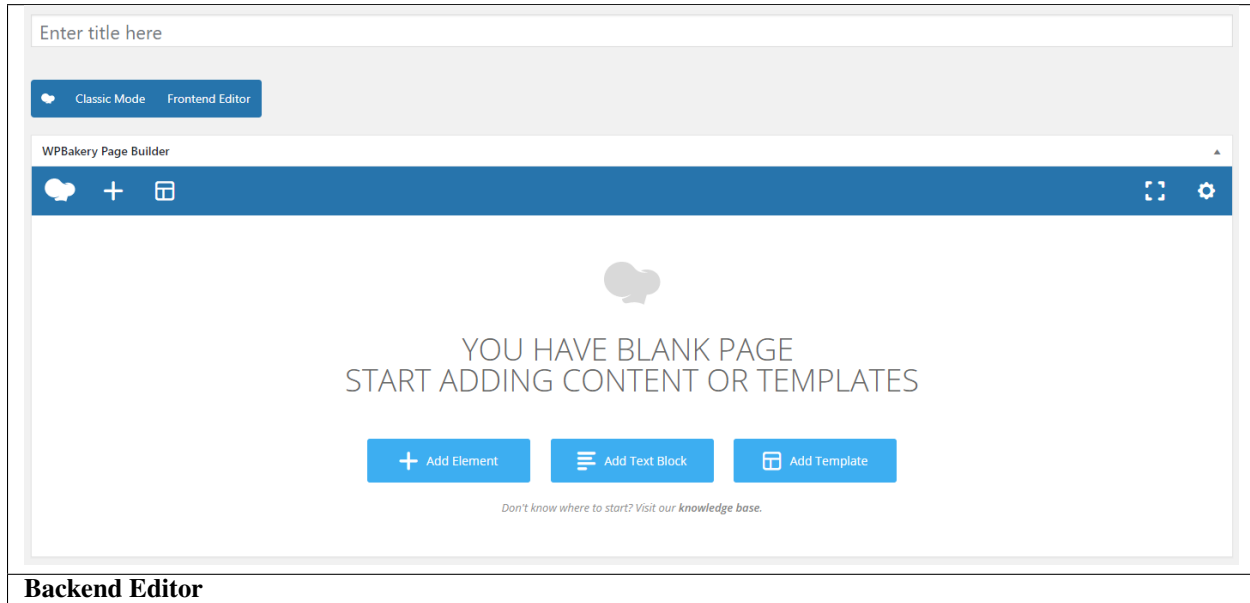 Enter title here
Classic Mode Frontend Editor
WPBakery Page Builder
YOU HAVE BLANK PAGE
START ADDING CONTENT OR TEMPLATES
Add Element Add Text Block Add Template
Don't know where to start? Visit our knowledge base.
Backend Editor